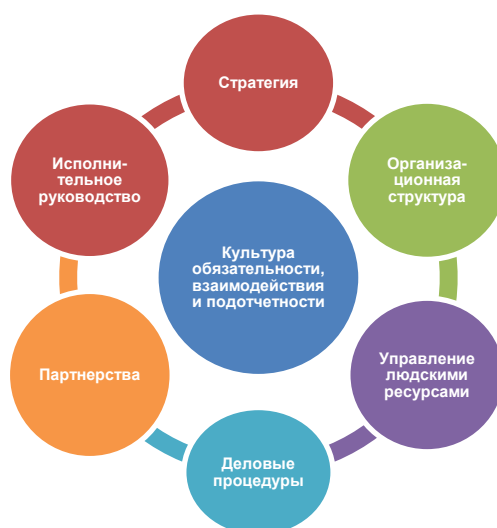 Стратегия
Исполни-
тельное
руководство
Организа-
ционная
структура
Культура
обязательности,
взаимодействия
и подотчетности
Партнерства
Управление
людскими
ресурсами
Деловые
процедуры